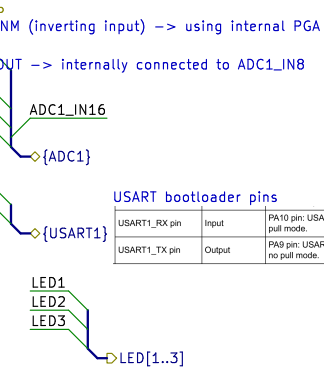 NM (inverting input) -> using internal PGA
OUT -> internally connected to ADC1_IN8
ADC1_IN16
{ADC1}
USART bootloader pins
{USART1}
USART1_RX pin Input PA10 pin: USA
pull mode.
USART1_TX pin Output PA9 pin: USAR
no pull mode.
LED1
LED2
LED3
LED[1..3]